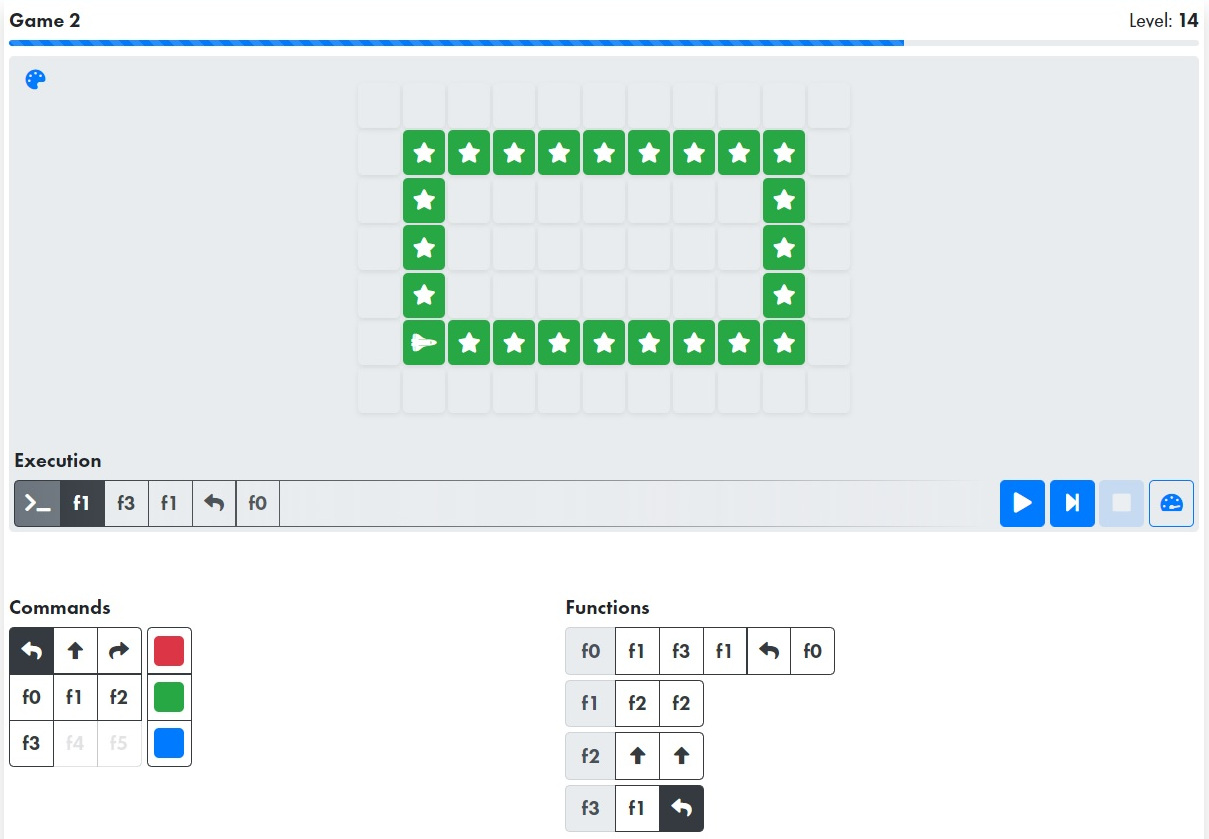 Game 2
Level: 14
Execution
f1 f3 f1 f0
Commands
Functions
f0 f1 f3 f1 f0
f0 f1 f2
f1 f2 f2
f3 f4 f5
f2
f3 f1